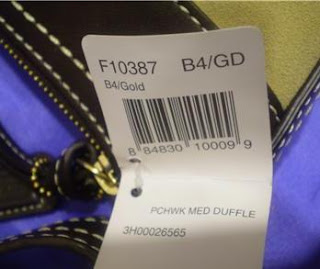 F10387 B4/GD
B4/Gold
8 84830 10009 9
PCHWK MED DUFFLE
3H00026565